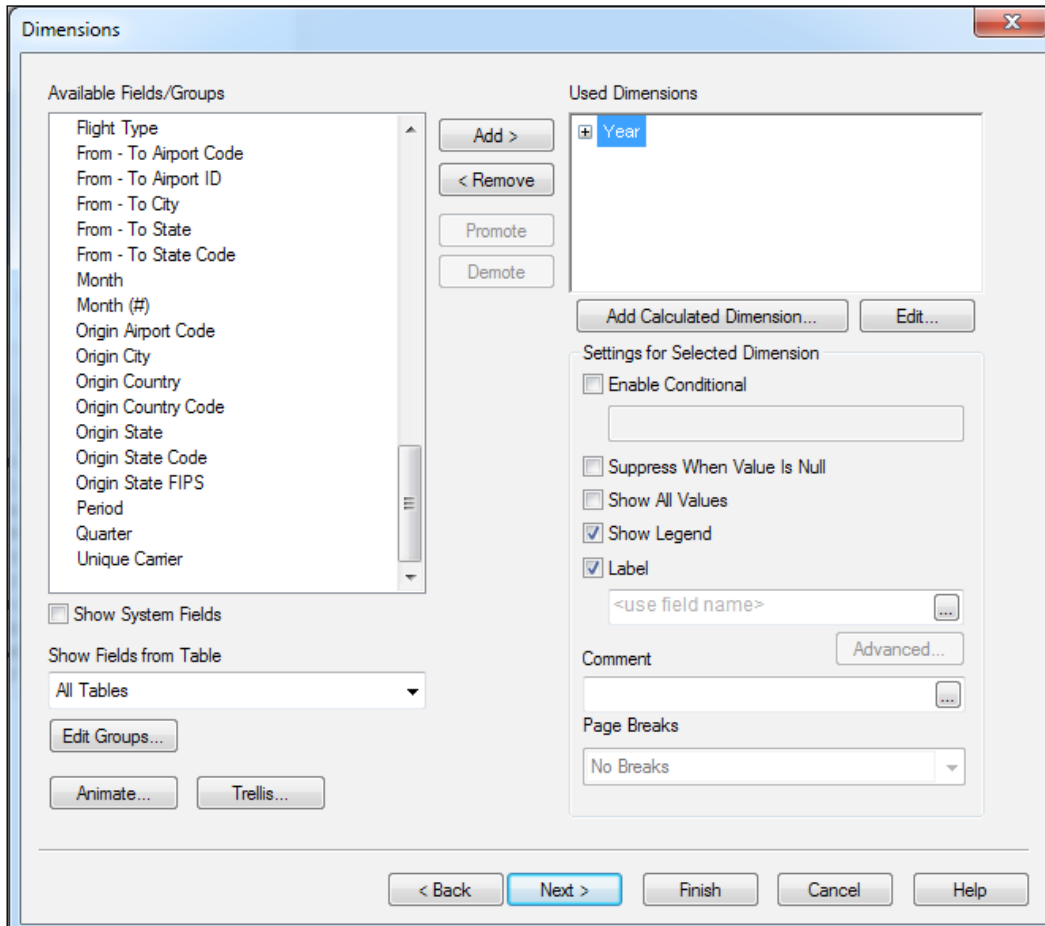 Dimensions
Available Fields/Groups
Flight Type
From - To Airport Code
From - To Airport ID
From - To City
From - To State
From - To State Code
Month
Month (#)
Origin Airport Code
Origin City
Origin Country
Origin Country Code
Origin State
Origin State Code
Origin State FIPS
Period
Quarter
Unique Carrier
Show System Fields
Show Fields from Table
All Tables
Edit Groups...
Animate...
Trellis...
Add >
< Remove
Promote
Demote
Used Dimensions
Year
Add Calculated Dimension...
Edit...
Settings for Selected Dimension
Enable Conditional
Suppress When Value Is Null
Show All Values
Show Legend
Label
<use field name>
...
Advanced...
Comment
...
Page Breaks
No Breaks
< Back
Next >
Finish
Cancel
Help